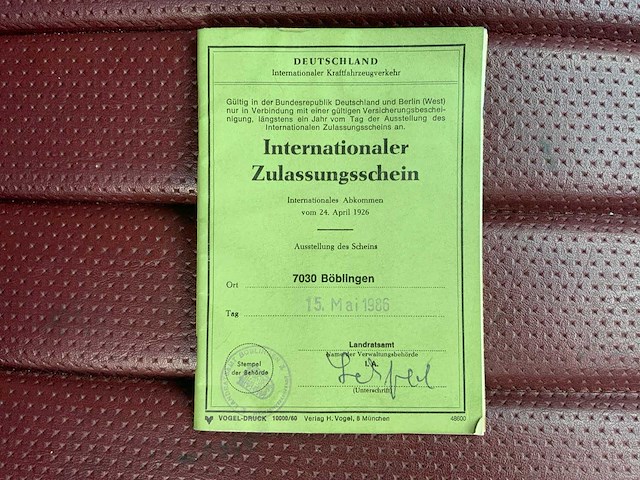 DEUTSCHLAND
Internationaler Kraftfahrzeugverkehr
Gültig in der Bundesrepublik Deutschland und Berlin (West)
nur in Verbindung mit einer gültigen Versicherungsbeschei-
nigung, längstens ein Jahr vom Tag der Ausstellung des
Internationalen Zulassungsscheins an.
Internationaler
Zulassungsschein
Internationales Abkommen
vom 24. April 1926
Ausstellung des Scheins
Ort 7030 Böblingen
Tag 15. Mai 1986
Landratsamt
Name der Verwaltungsbehörde
I.A.
Stempel
der Behörde
(Unterschrift)
VOGEL-DRUCK 10000/60 Verlag H. Vogel, 8 München 48600